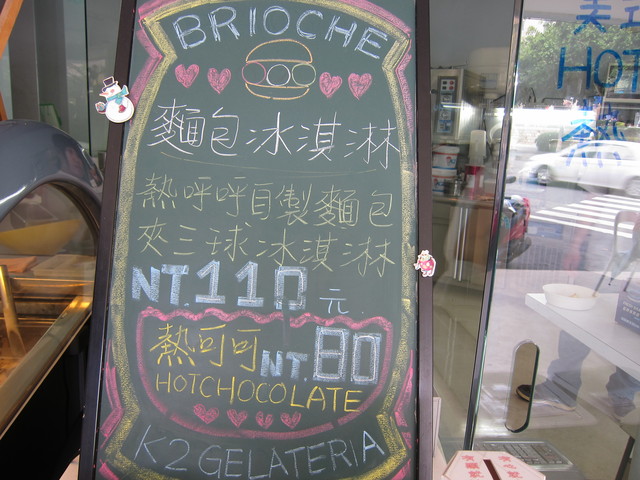 BRIOCHE
麵包冰淇淋
熱呼呼自製麵包
夾三球冰淇淋
NT.110元
熱可可NT.80
HOTCHOCOLATE
K2 GELATERIA
HOT